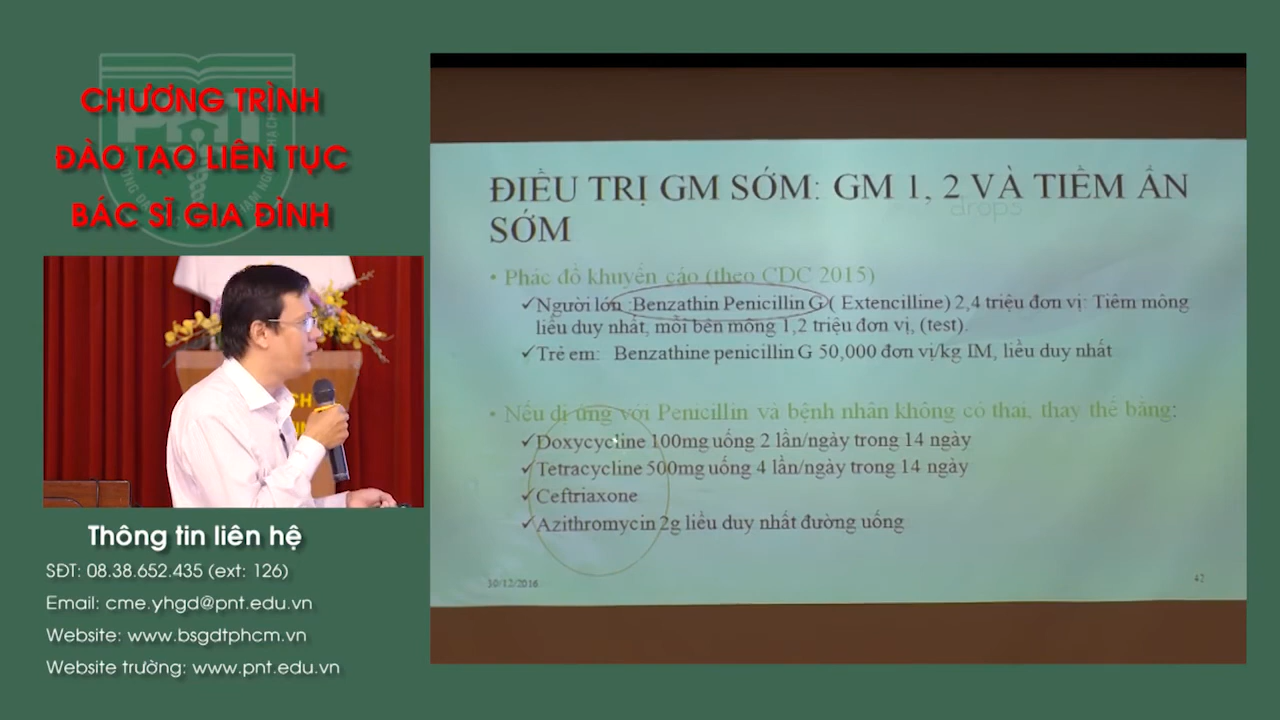 CHƯƠNG TRÌNH
ĐÀO TẠO LIÊN TỤC
BÁC SĨ GIA ĐÌNH
Thông tin liên hệ
SĐT: 08.38.652.435 (ext: 126)
Email: cme.yhgd@pnt.edu.vn
Website: www.bsgdtphcm.vn
Website trường: www.pnt.edu.vn
ĐIỀU TRỊ GM SỚM: GM 1, 2 VÀ TIỀM ẨN
drops
SỚM
• Phác đồ khuyến cáo (theo CDC 2015)
✓Người lớn :Benzathin Penicillin G ( Extencilline) 2,4 triệu đơn vị: Tiêm mông
liều duy nhất, mỗi bên mông 1,2 triệu đơn vị, (test).
✓Trẻ em: Benzathine penicillin G 50,000 đơn vị/kg IM, liều duy nhất
• Nếu dị ứng với Penicillin và bệnh nhân không có thai, thay thế bằng:
✓Doxycycline 100mg uống 2 lần/ngày trong 14 ngày
✓Tetracycline 500mg uống 4 lần/ngày trong 14 ngày
✓Ceftriaxone
✓Azithromycin 2g liều duy nhất đường uống
30/12/2016
42